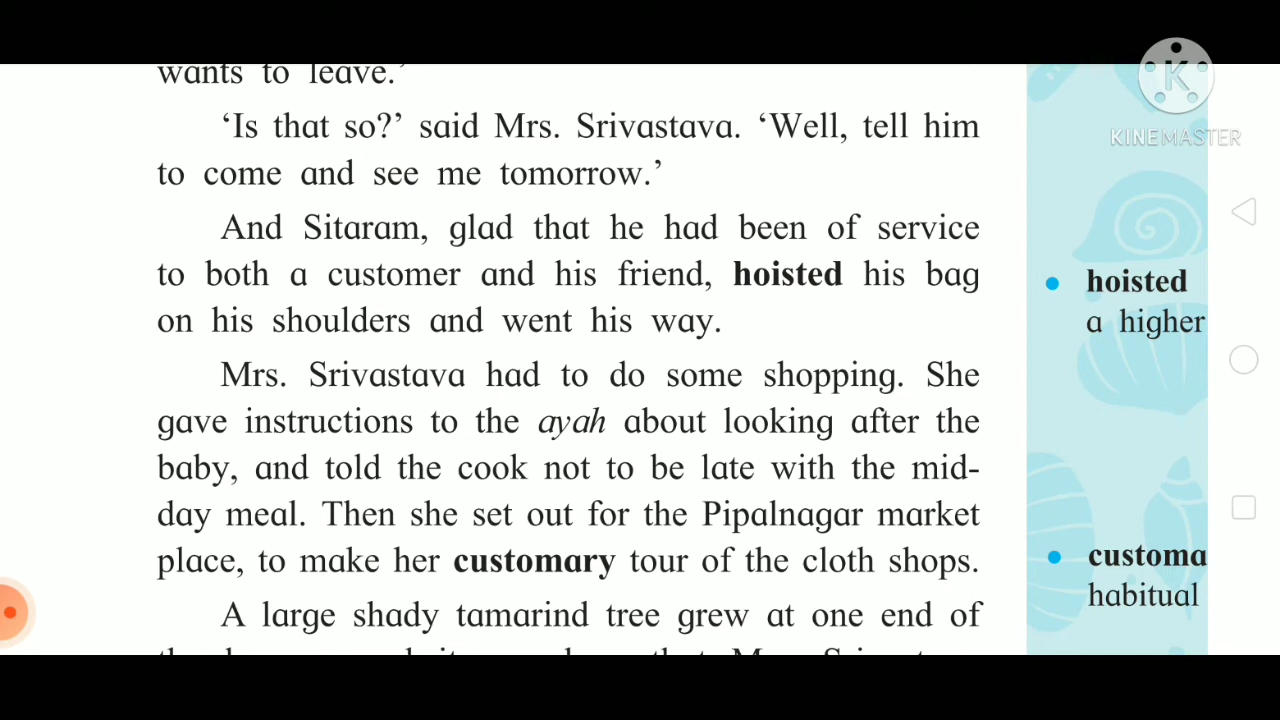 wants to leave.’
‘Is that so?’ said Mrs. Srivastava. ‘Well, tell him
to come and see me tomorrow.’
And Sitaram, glad that he had been of service
to both a customer and his friend, hoisted his bag
on his shoulders and went his way.
Mrs. Srivastava had to do some shopping. She
gave instructions to the ayah about looking after the
baby, and told the cook not to be late with the mid-
day meal. Then she set out for the Pipalnagar market
place, to make her customary tour of the cloth shops.
A large shady tamarind tree grew at one end of
KINEMASTER
hoisted
a higher
customa
habitual